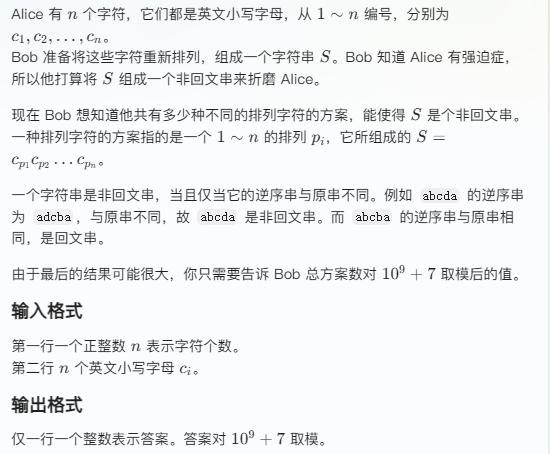 Alice 有 n 个字符，它们都是英文小写字母，从 1 ~ n 编号，分别为
c₁, c₂, . . . , cₙ。
Bob 准备将这些字符重新排列，组成一个字符串 S。Bob 知道 Alice 有强迫症，
所以他打算将 S 组成一个非回文串来折磨 Alice。
现在 Bob 想知道他共有多少种不同的排列字符的方案，能使得 S 是个非回文串。
一种排列字符的方案指的是一个 1 ~ n 的排列 pᵢ，它所组成的 S =
c_{p₁}c_{p₂} . . . c_{pₙ}。
一个字符串是非回文串，当且仅当它的逆序串与原串不同。例如 abcda 的逆序串
为 adcba，与原串不同，故 abcda 是非回文串。而 abcba 的逆序串与原串相
同，是回文串。
由于最后的结果可能很大，你只需要告诉 Bob 总方案数对 10⁹ + 7 取模后的值。
输入格式
第一行一个正整数 n 表示字符个数。
第二行 n 个英文小写字母 cᵢ。
输出格式
仅一行一个整数表示答案。答案对 10⁹ + 7 取模。